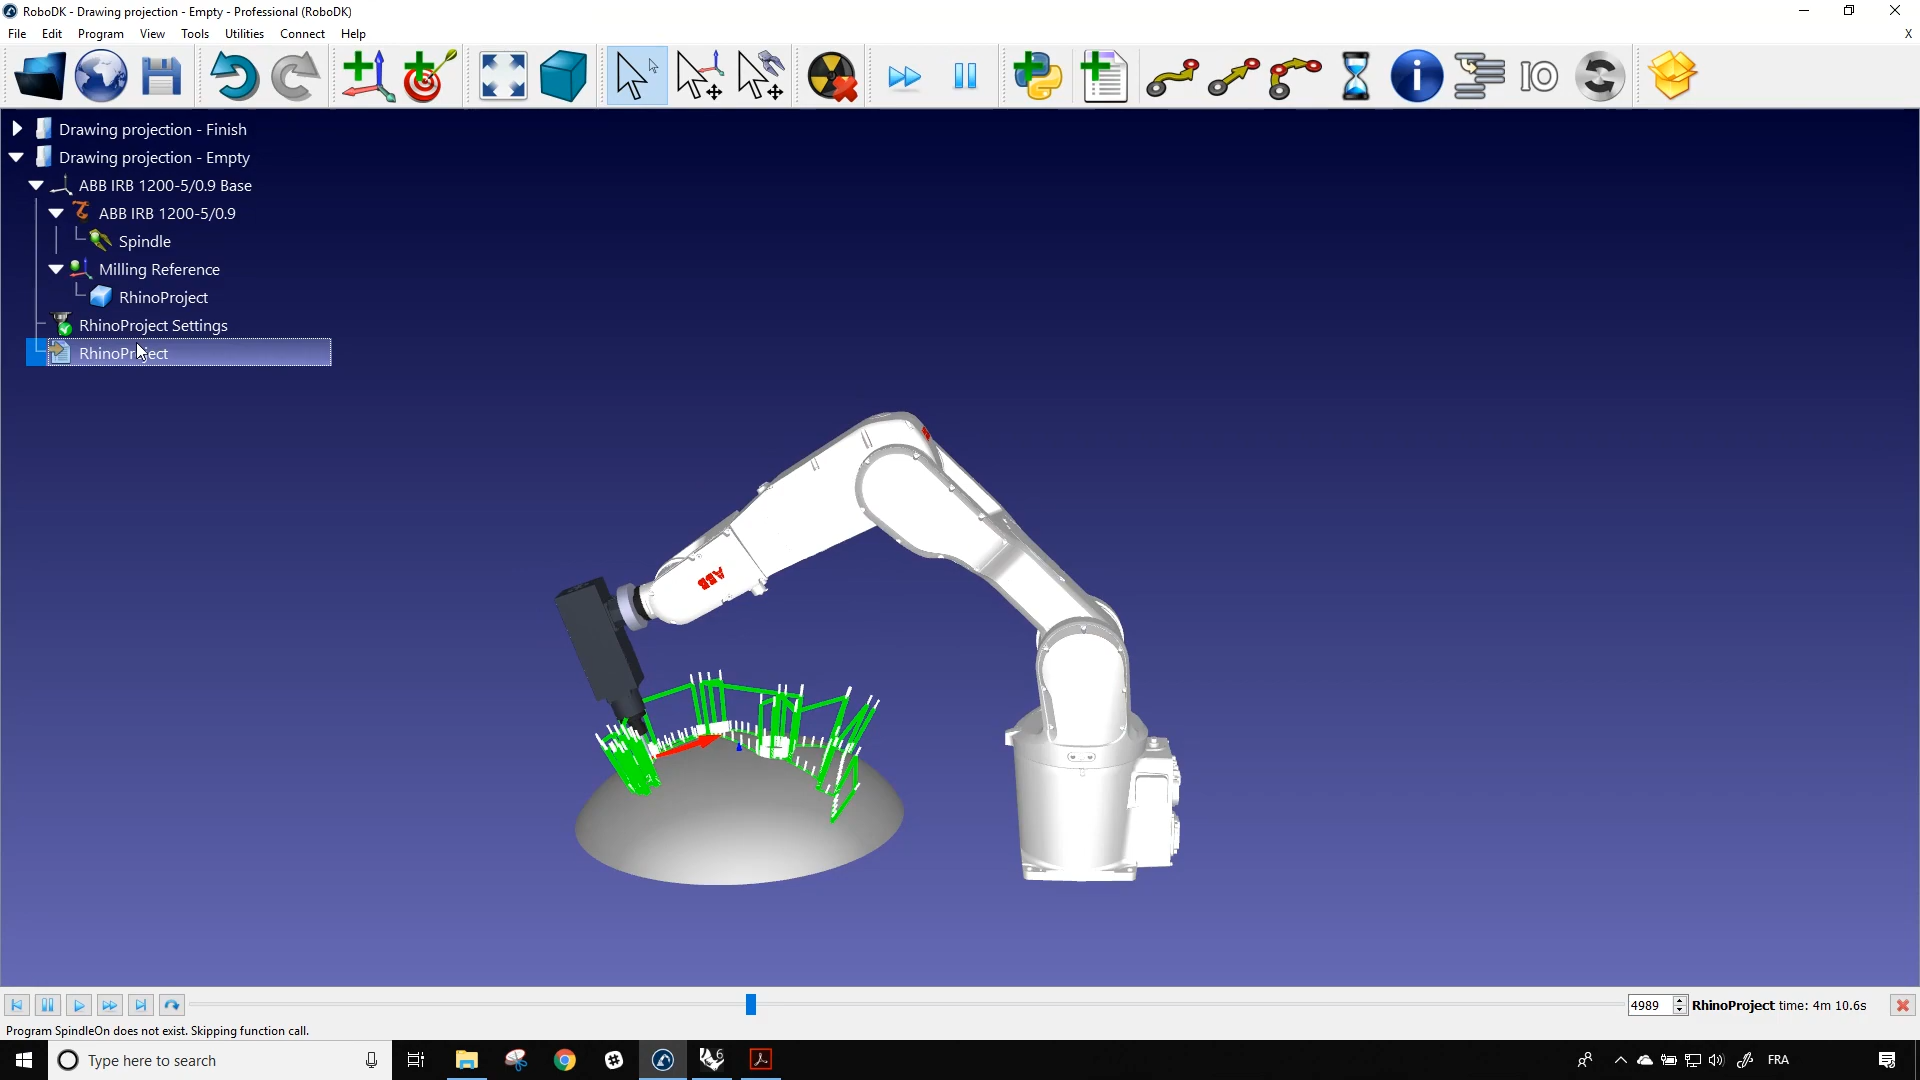 RoboDK - Drawing projection - Empty - Professional (RoboDK)
File Edit Program View Tools Utilities Connect Help X
IO
Drawing projection - Finish
Drawing projection - Empty
ABB IRB 1200-5/0.9 Base
ABB IRB 1200-5/0.9
Spindle
Milling Reference
RhinoProject
RhinoProject Settings
RhinoProject
ABB
4989 RhinoProject time: 4m 10.6s
Program SpindleOn does not exist. Skipping function call.
Type here to search
6
FRA